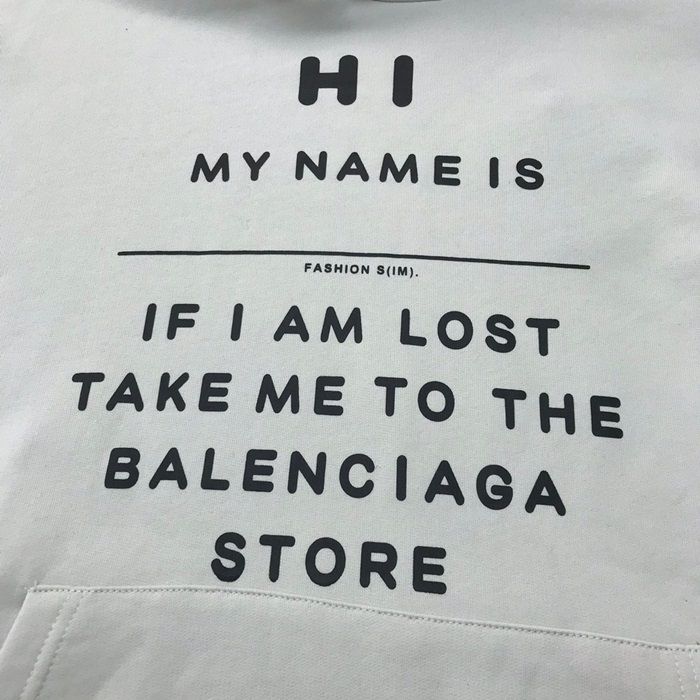 HI
MY NAME IS
FASHION S(IM).
IF I AM LOST
TAKE ME TO THE
BALENCIAGA
STORE